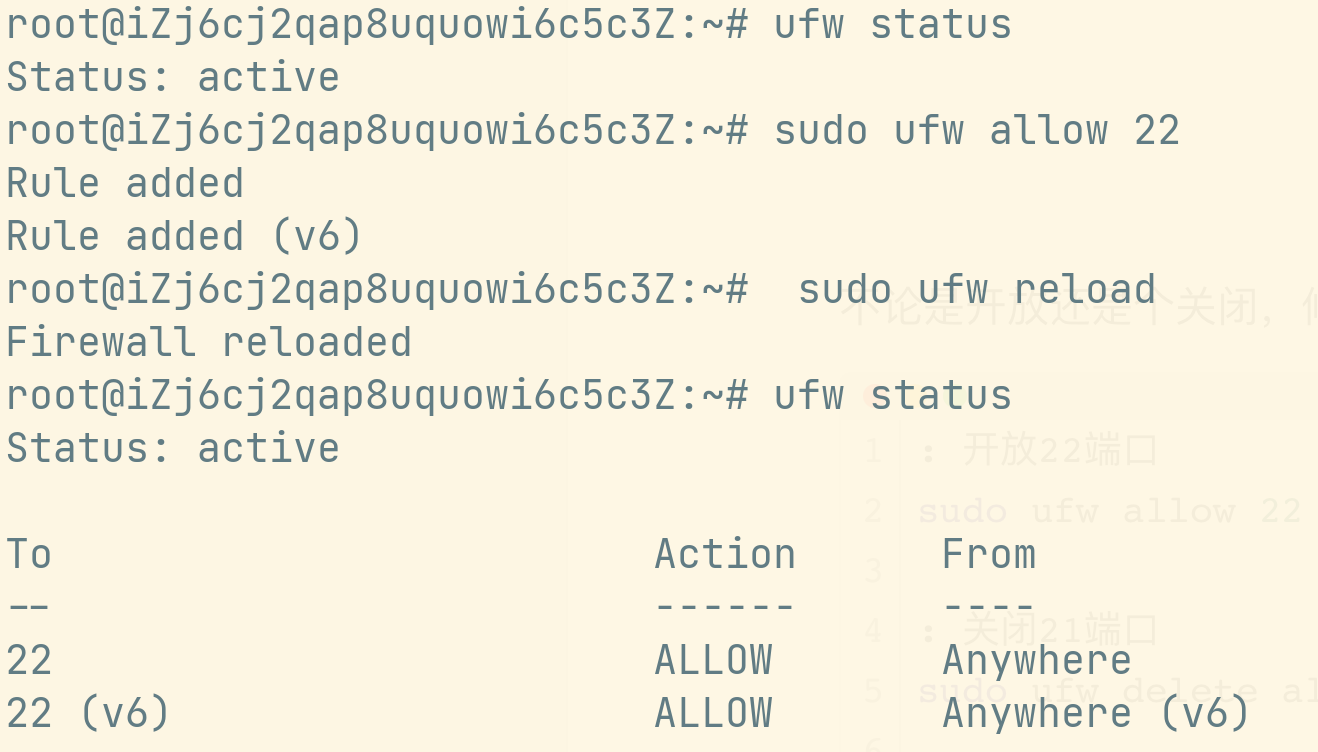 root@iZj6cj2qap8uquowi6c5c3Z:~# ufw status
Status: active
root@iZj6cj2qap8uquowi6c5c3Z:~# sudo ufw allow 22
Rule added
Rule added (v6)
root@iZj6cj2qap8uquowi6c5c3Z:~#  sudo ufw reload
不论是开放还是个关闭，
Firewall reloaded
root@iZj6cj2qap8uquowi6c5c3Z:~# ufw status
Status: active
1 : 开放22端口
2 sudo ufw allow 22
To Action From
3
-- ------ ----
4 : 关闭21端口
22 ALLOW Anywhere
5 sudo ufw delete al
22 (v6) ALLOW Anywhere (v6)
6